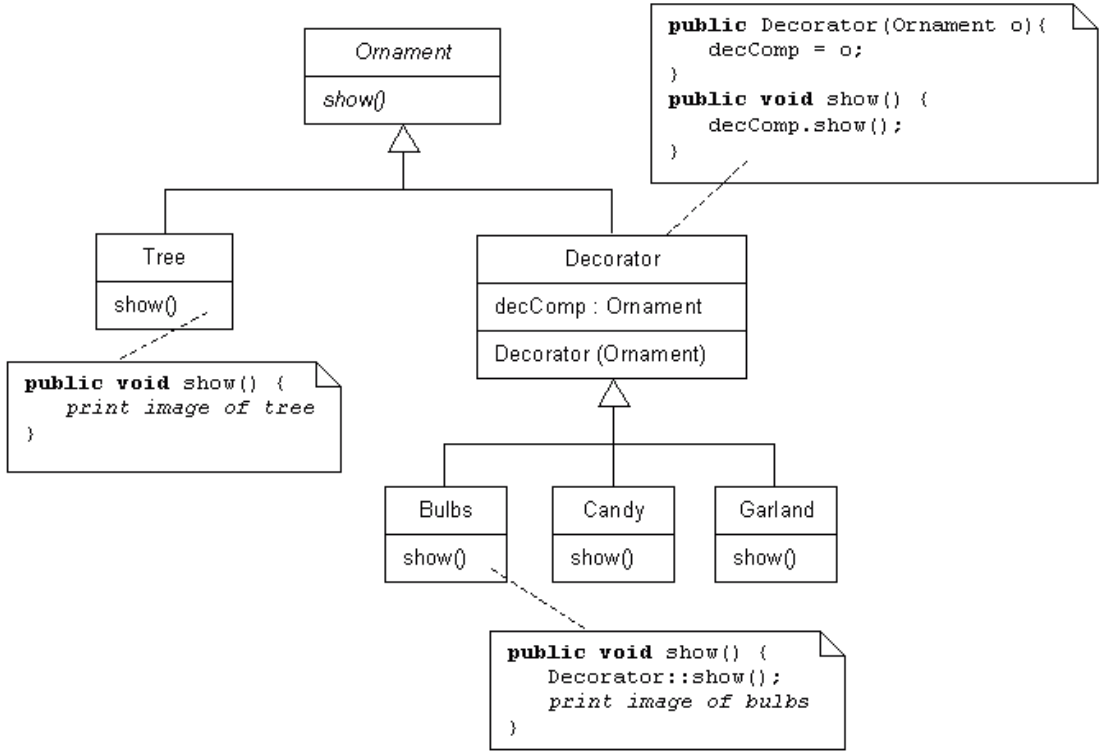 Ornament
show()
public Decorator(Ornament o){
decComp = o;
}
public void show() {
decComp.show();
}
Tree
show()
public void show() {
print image of tree
}
Decorator
decComp : Ornament
Decorator (Ornament)
Bulbs
show()
Candy
show()
Garland
show()
public void show() {
Decorator::show();
print image of bulbs
}